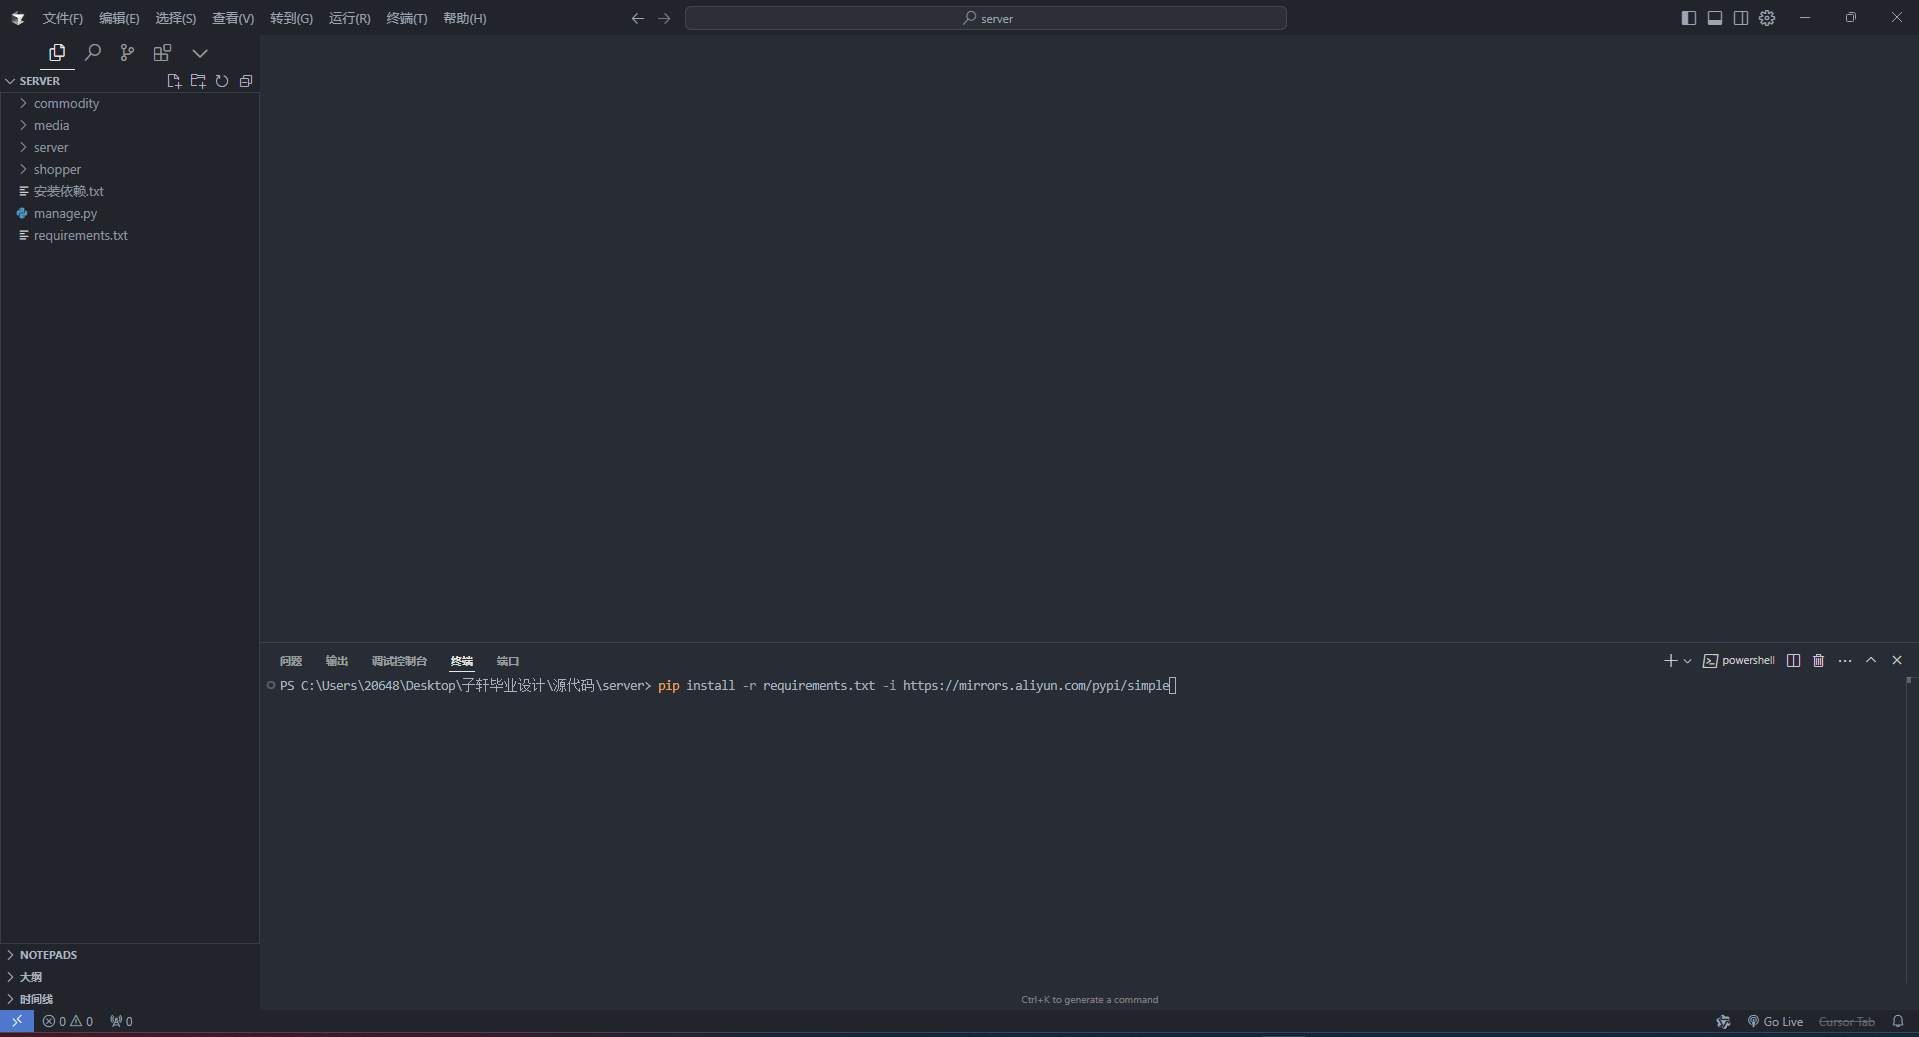 文件(F) 编辑(E) 选择(S) 查看(V) 转到(G) 运行(R) 终端(T) 帮助(H) server
SERVER
commodity
media
server
shopper
安装依赖.txt
manage.py
requirements.txt
问题 输出 调试控制台 终端 端口 powershell
PS C:\Users\20648\Desktop\子轩毕业设计\源代码\server> pip install -r requirements.txt -i https://mirrors.aliyun.com/pypi/simple
NOTEPADS
大纲
时间线
Ctrl+K to generate a command
0 0 0 Go Live Cursor Tab